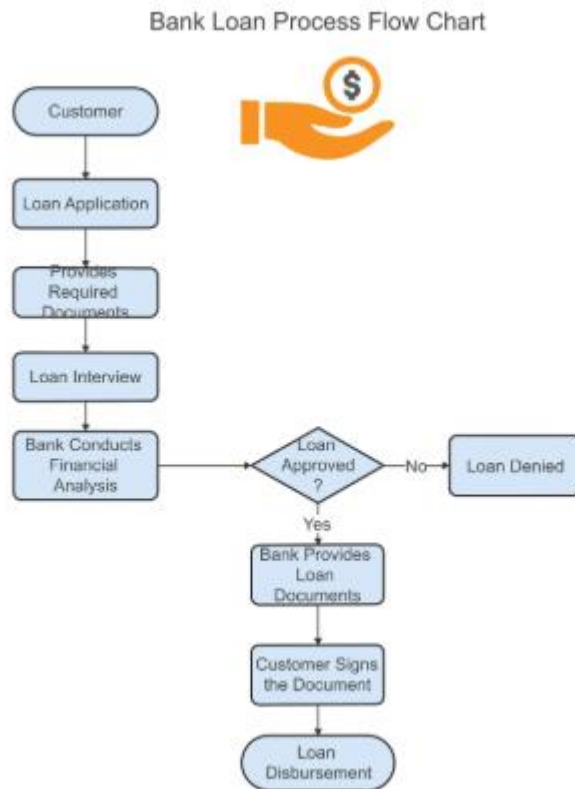 Bank Loan Process Flow Chart
$
Customer
Loan Application
Provides
Required
Documents
Loan Interview
Bank Conducts
Financial
Analysis
Loan
Approved
?
No
Loan Denied
Yes
Bank Provides
Loan
Documents
Customer Signs
the Document
Loan
Disbursement